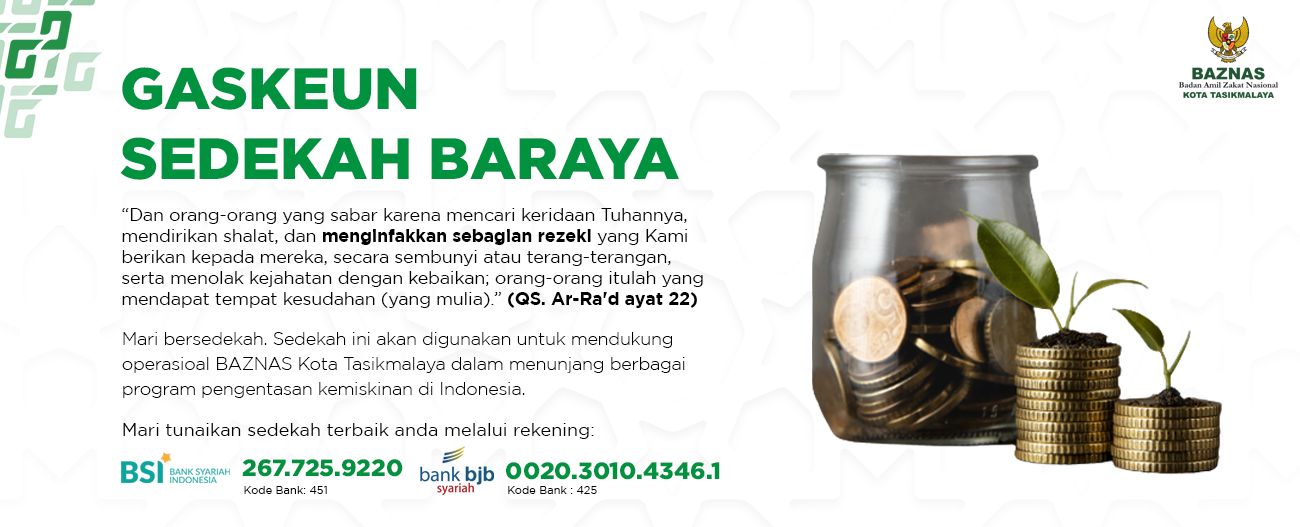 GASKEUN
SEDEKAH BARAYA
“Dan orang-orang yang sabar karena mencari keridaan Tuhannya,
mendirikan shalat, dan menginfakkan sebagian rezeki yang Kami
berikan kepada mereka, secara sembunyi atau terang-terangan,
serta menolak kejahatan dengan kebaikan; orang-orang itulah yang
mendapat tempat kesudahan (yang mulia).” (QS. Ar-Ra'd ayat 22)
Mari bersedekah. Sedekah ini akan digunakan untuk mendukung
operasioal BAZNAS Kota Tasikmalaya dalam menunjang berbagai
program pengentasan kemiskinan di Indonesia.
Mari tunaikan sedekah terbaik anda melalui rekening:
BSI BANK SYARIAH
INDONESIA
267.725.9220
Kode Bank: 451
bank bjb
syariah
0020.3010.4346.1
Kode Bank : 425
BAZNAS
Badan Amil Zakat Nasional
KOTA TASIKMALAYA